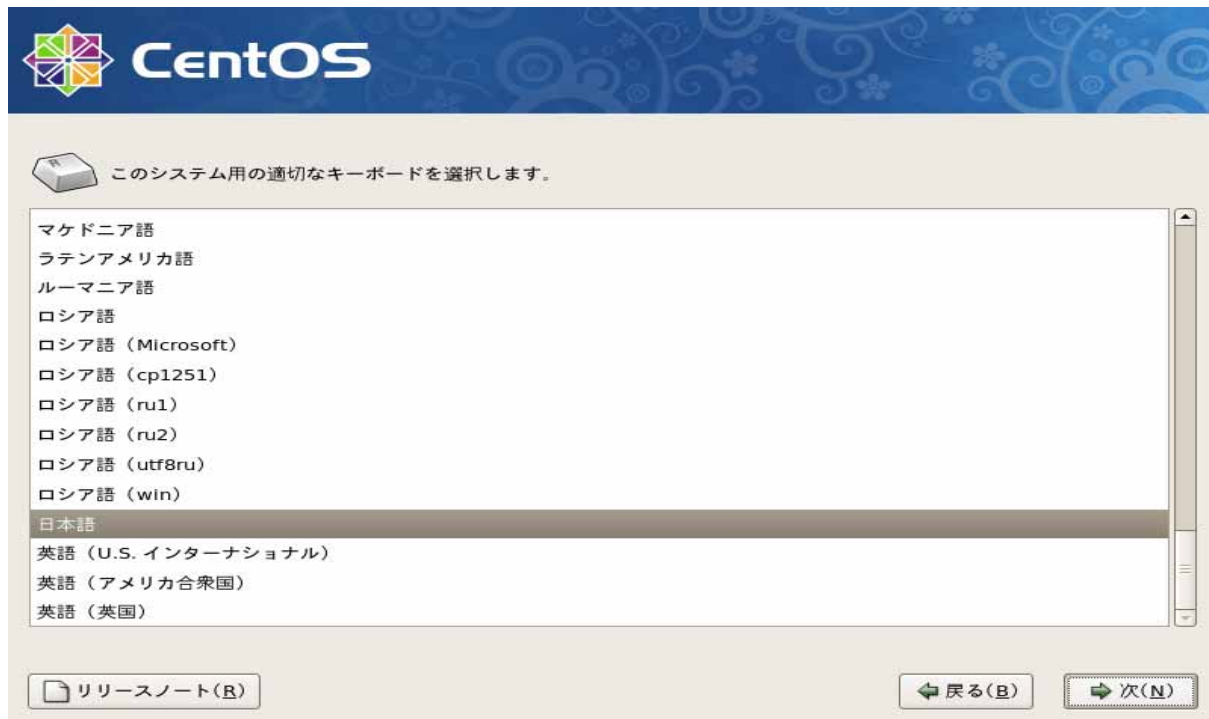 CentOS
このシステム用の適切なキーボードを選択します。
マケドニア語
ラテンアメリカ語
ルーマニア語
ロシア語
ロシア語（Microsoft）
ロシア語（cp1251）
ロシア語（ru1）
ロシア語（ru2）
ロシア語（utf8ru）
ロシア語（win）
日本語
英語（U.S. インターナショナル）
英語（アメリカ合衆国）
英語（英国）
リリースノート(R) 戻る(B) 次(N)